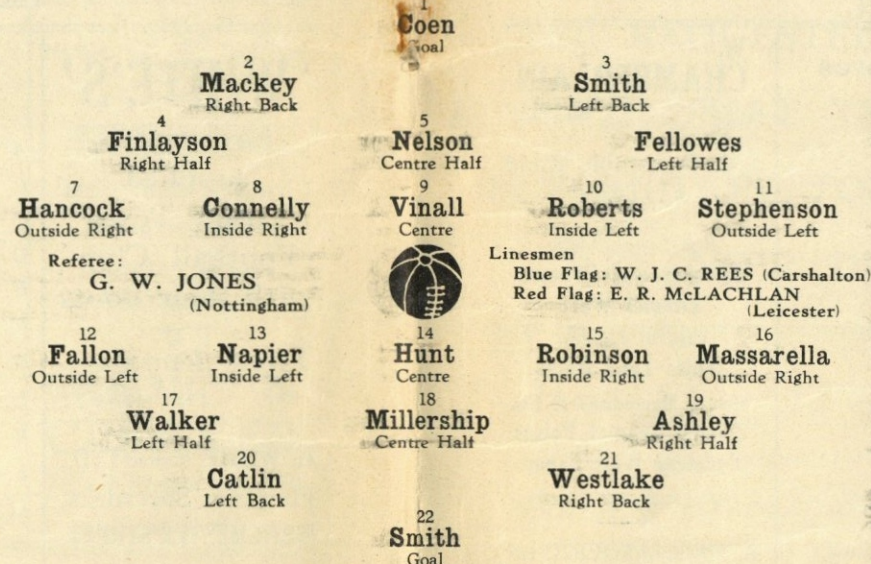 1
Coen
Goal
2 3
Mackey Smith
Right Back Left Back
4 5
Finlayson Nelson Fellowes
Right Half Centre Half Left Half
7 8 9 10 11
Hancock Connelly Vinall Roberts Stephenson
Outside Right Inside Right Centre Inside Left Outside Left
Referee:
G. W. JONES
(Nottingham)
Linesmen
Blue Flag: W. J. C. REES (Carshalton)
Red Flag: E. R. McLACHLAN
(Leicester)
12 13 14 15 16
Fallon Napier Hunt Robinson Massarella
Outside Left Inside Left Centre Inside Right Outside Right
17 18 19
Walker Millership Ashley
Left Half Centre Half Right Half
20 21
Catlin Westlake
Left Back Right Back
22
Smith
Goal